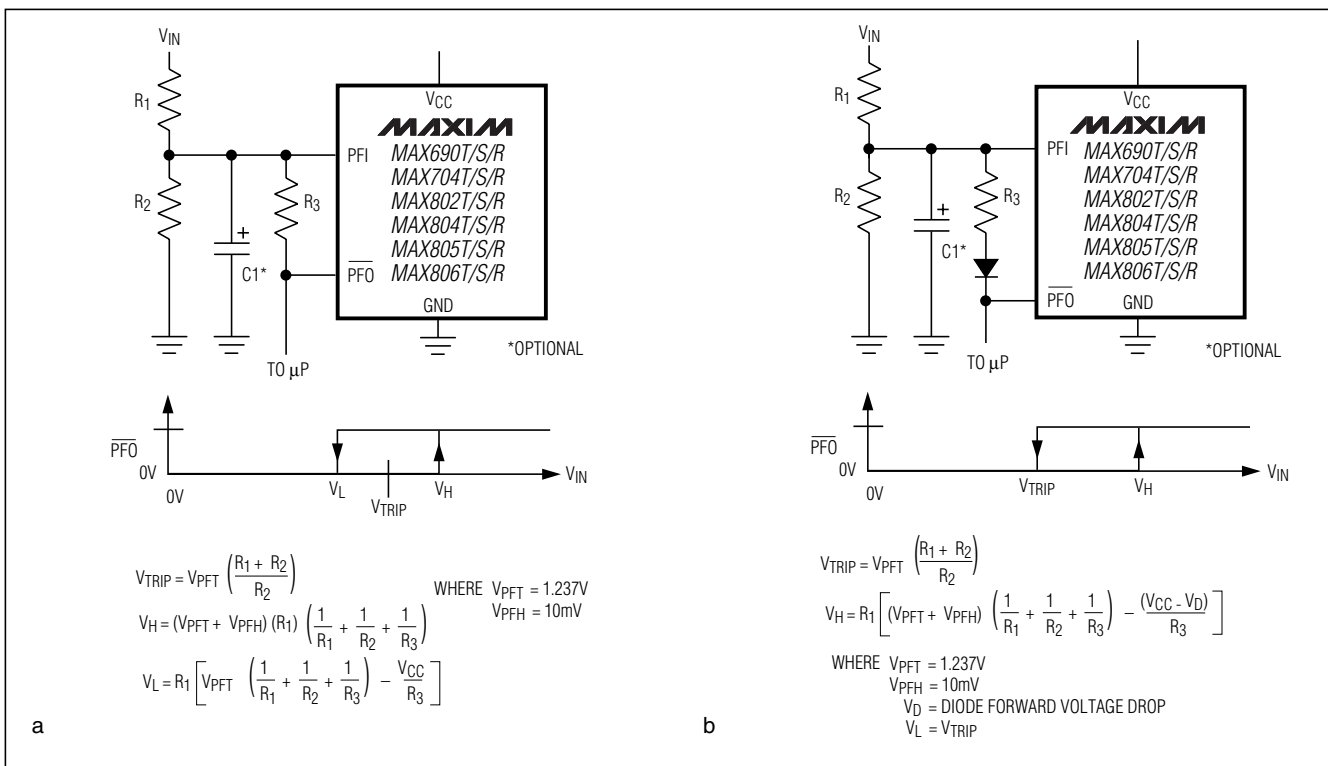 VIN
R1
VCC
MAXIM
PFI
MAX690T/S/R
MAX704T/S/R
MAX802T/S/R
MAX804T/S/R
MAX805T/S/R
MAX806T/S/R
R2
R3
+
C1*
PFO
GND
TO μP
*OPTIONAL
PFO
0V
0V
VL
VTRIP
VH
VIN
VTRIP = VPFT (R1 + R2 / R2)
WHERE VPFT = 1.237V
VPFH = 10mV
VH = (VPFT + VPFH) (R1) (1/R1 + 1/R2 + 1/R3)
VL = R1 [VPFT (1/R1 + 1/R2 + 1/R3) – VCC/R3]
a
VIN
R1
VCC
MAXIM
PFI
MAX690T/S/R
MAX704T/S/R
MAX802T/S/R
MAX804T/S/R
MAX805T/S/R
MAX806T/S/R
R2
R3
+
C1*
PFO
GND
TO μP
*OPTIONAL
PFO
0V
0V
VTRIP
VH
VIN
VTRIP = VPFT (R1 + R2 / R2)
VH = R1 [(VPFT + VPFH) (1/R1 + 1/R2 + 1/R3) – (VCC - VD)/R3]
WHERE VPFT = 1.237V
VPFH = 10mV
VD = DIODE FORWARD VOLTAGE DROP
VL = VTRIP
b